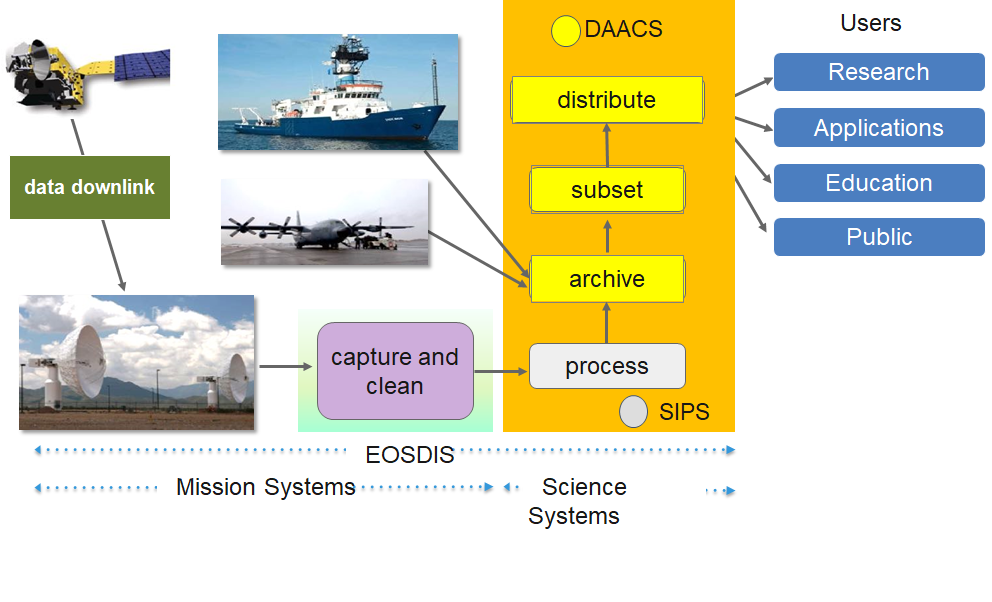 DAACS
Users
distribute
Research
Applications
data downlink
subset
Education
Public
archive
capture and
clean
process
SIPS
EOSDIS
Mission Systems
Science
Systems